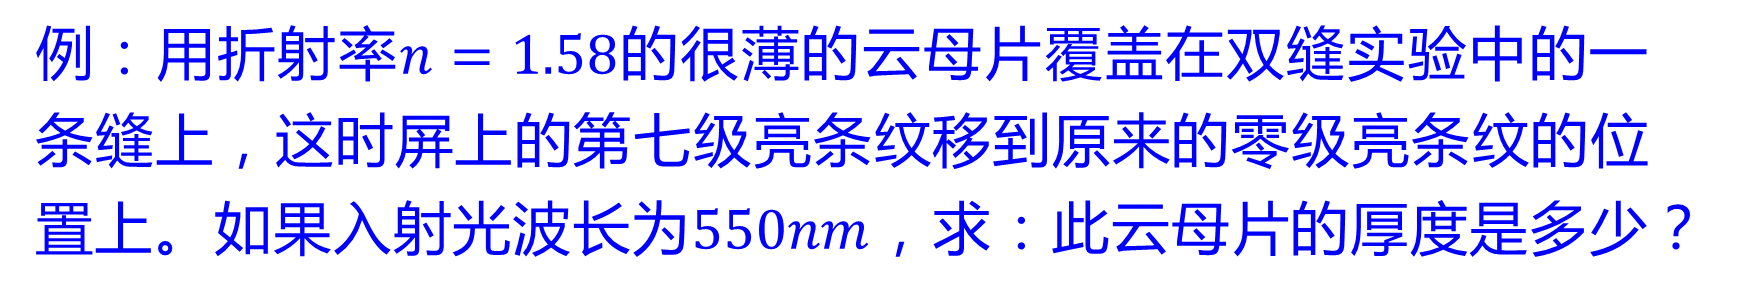 例：用折射率n = 1.58的很薄的云母片覆盖在双缝实验中的一
条缝上，这时屏上的第七级亮条纹移到原来的零级亮条纹的位
置上。如果入射光波长为550nm，求：此云母片的厚度是多少？